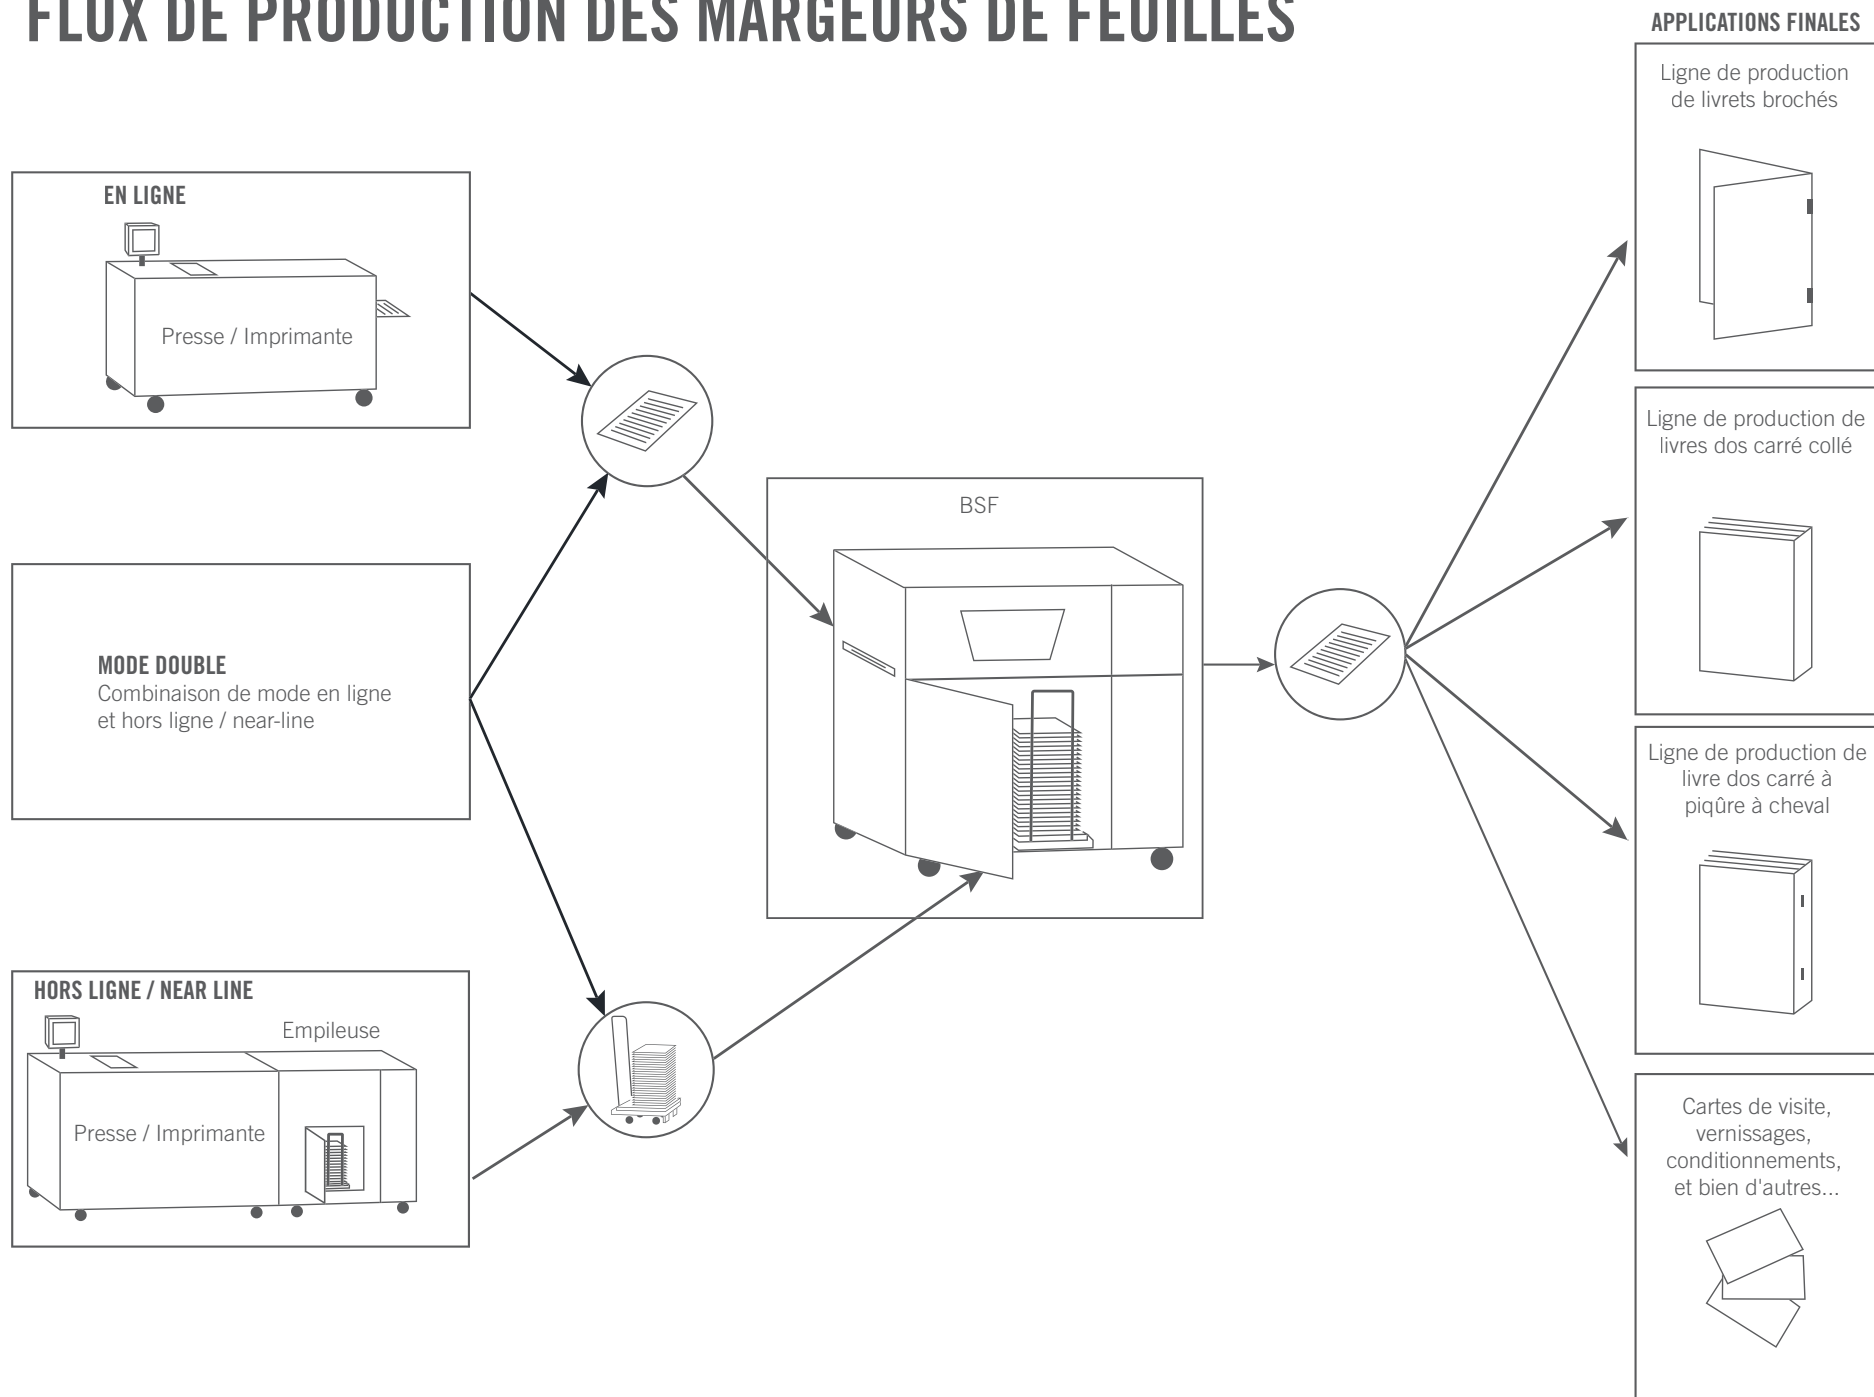 FLUX DE PRODUCTION DES MARGEURS DE FEUILLES
APPLICATIONS FINALES
Ligne de production
de livrets brochés
EN LIGNE
Presse / Imprimante
Ligne de production de
livres dos carré collé
BSF
MODE DOUBLE
Combinaison de mode en ligne
et hors ligne / near-line
Ligne de production de
livre dos carré à
piqûre à cheval
HORS LIGNE / NEAR LINE
Empileuse
Presse / Imprimante
Cartes de visite,
vernissages,
conditionnements,
et bien d'autres...